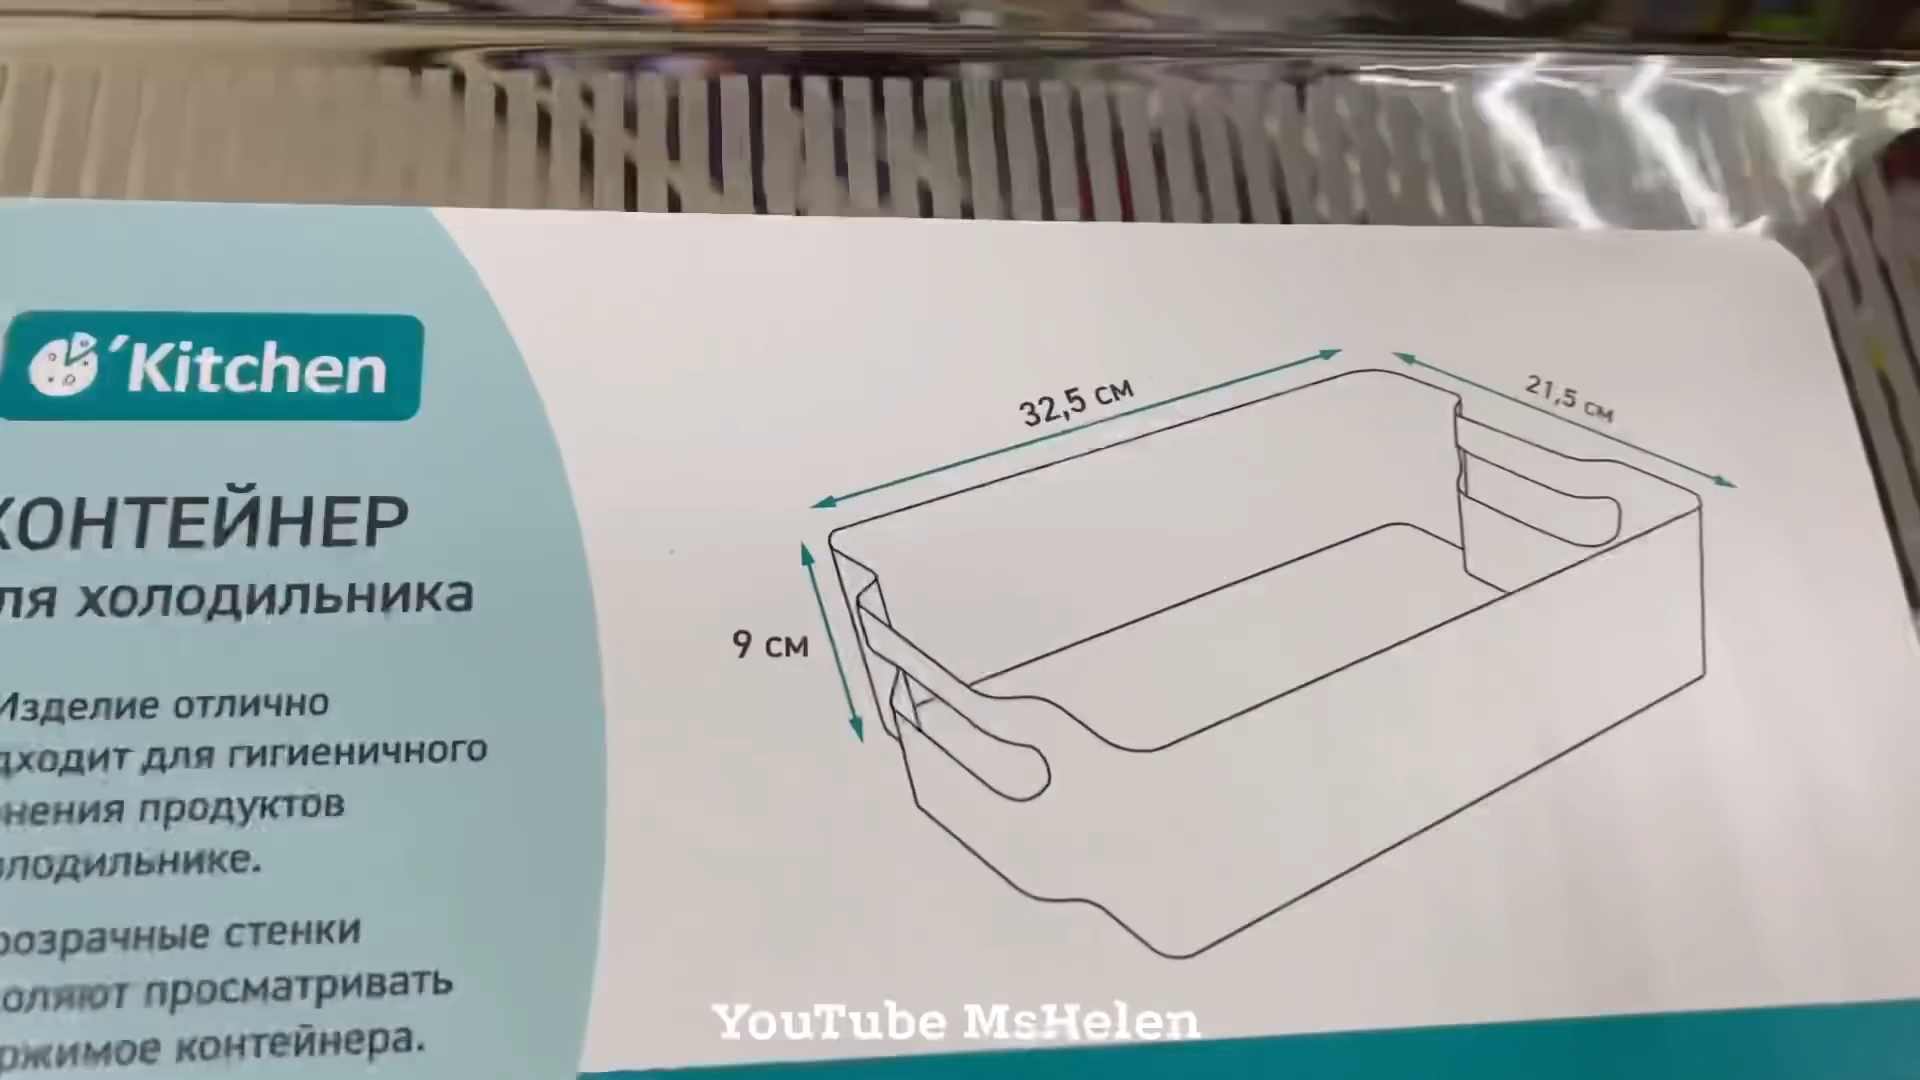 'Kitchen
КОНТЕЙНЕР
ля холодильника
Изделие отлично
дходит для гигиеничного
нения продуктов
лодильнике.
розрачные стенки
оляют просматривать
ржимое контейнера.
32,5 см
21,5 см
9 см
YouTube MsHelen